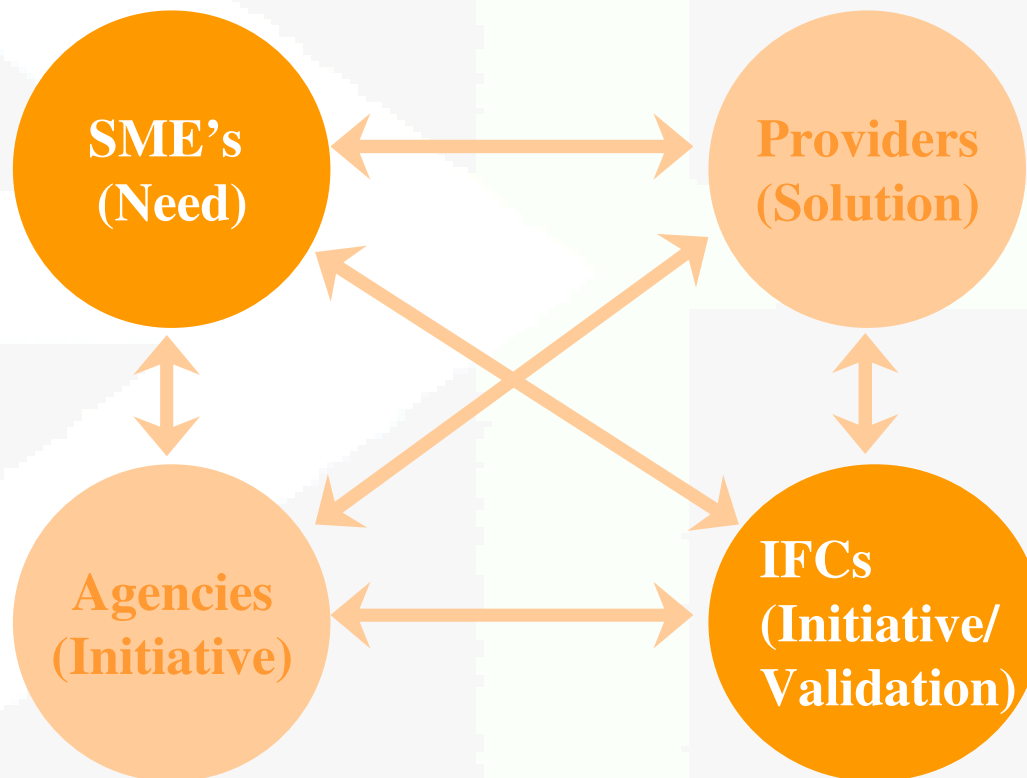 SME’s
(Need)
Providers
(Solution)
Agencies
(Initiative)
IFCs
(Initiative/
Validation)